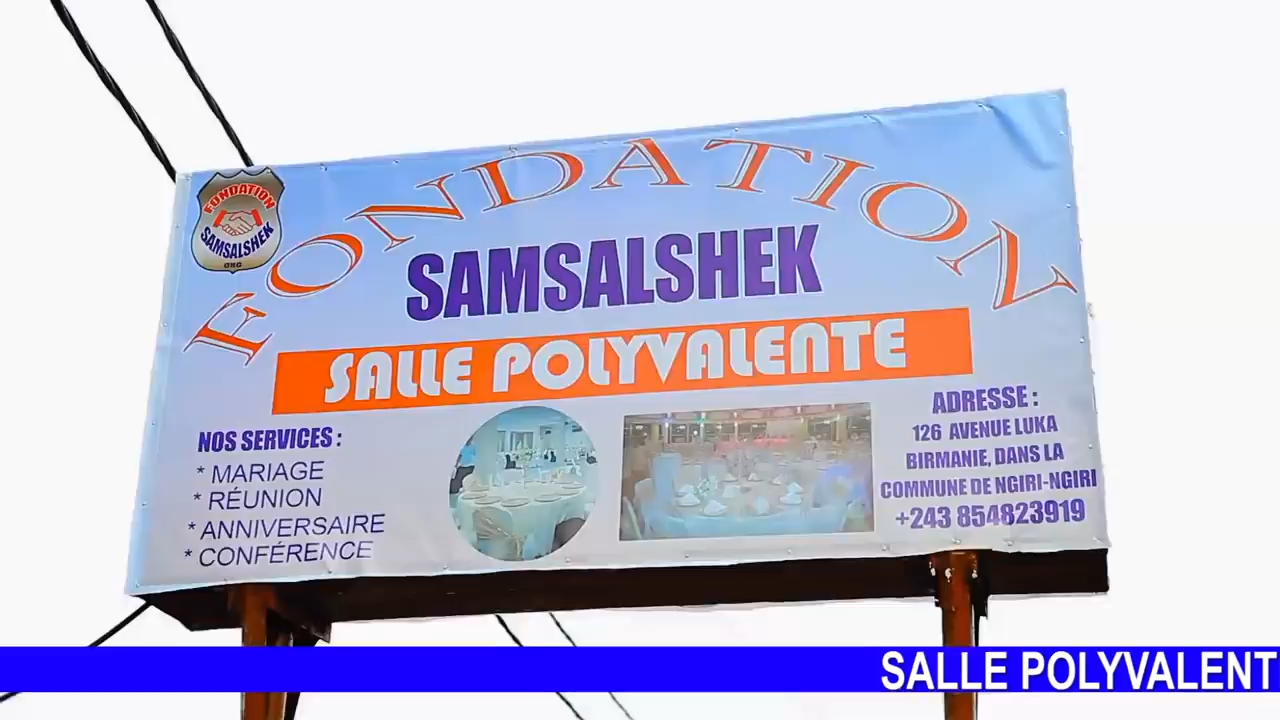 FONDATION
SAMSALSHEK
ORG
FONDATION
SAMSALSHEK
SALLE POLYVALENTE
NOS SERVICES :
* MARIAGE
* RÉUNION
* ANNIVERSAIRE
* CONFÉRENCE
ADRESSE :
126 AVENUE LUKA
BIRMANIE, DANS LA
COMMUNE DE NGIRI-NGIRI
+243 854823919
SALLE POLYVALENT